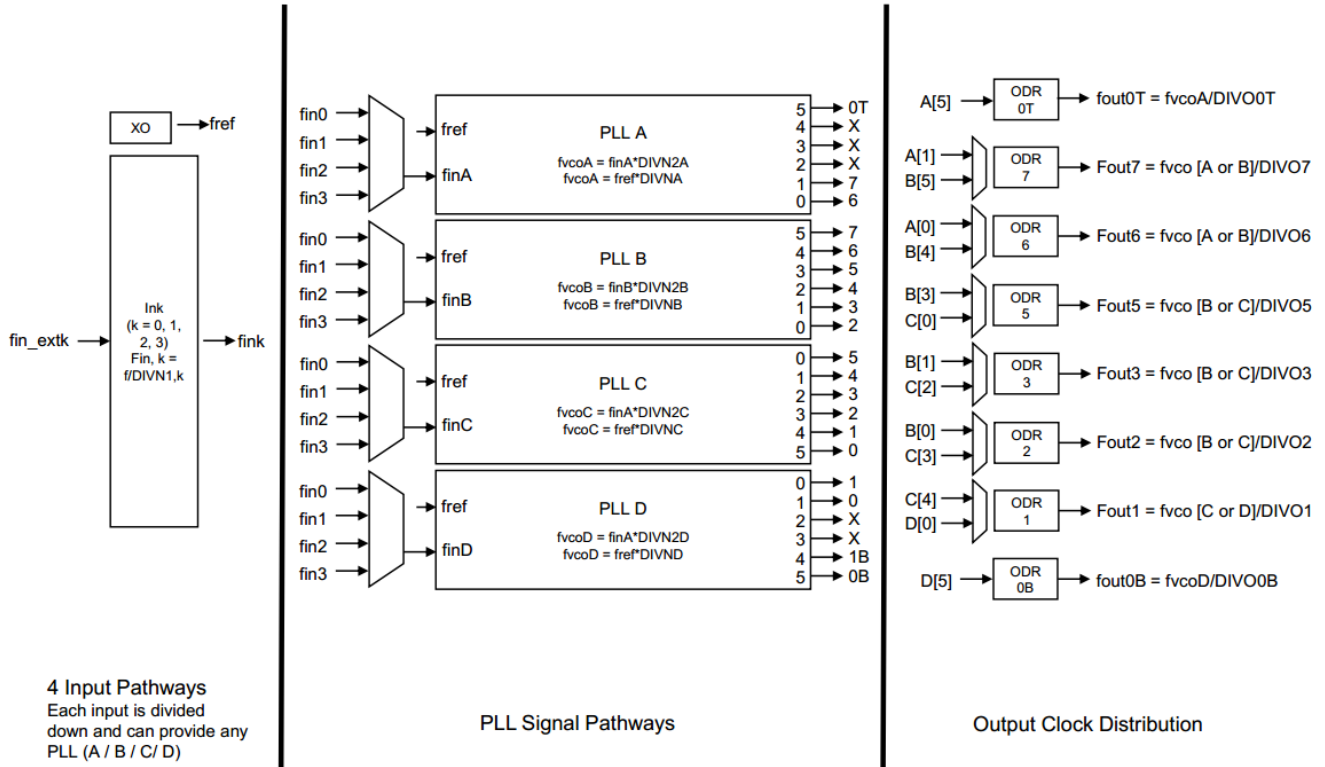 XO
fref
fin_extk
Ink
(k = 0, 1,
2, 3)
Fin, k =
f/DIVN1,k
fink
4 Input Pathways
Each input is divided
down and can provide any
PLL (A / B / C/ D)
fin0
fin1
fin2
fin3
fref
finA
PLL A
fvcoA = finA*DIVN2A
fvcoA = fref*DIVNA
5 0T
4 X
3 X
2 X
1 7
0 6
fin0
fin1
fin2
fin3
fref
finB
PLL B
fvcoB = finB*DIVN2B
fvcoB = fref*DIVNB
5 7
4 6
3 5
2 4
1 3
0 2
fin0
fin1
fin2
fin3
fref
finC
PLL C
fvcoC = finA*DIVN2C
fvcoC = fref*DIVNC
0 5
1 4
2 3
3 2
4 1
5 0
fin0
fin1
fin2
fin3
fref
finD
PLL D
fvcoD = finA*DIVN2D
fvcoD = fref*DIVND
0 1
1 0
2 X
3 X
4 1B
5 0B
PLL Signal Pathways
A[5]
ODR
0T
fout0T = fvcoA/DIVO0T
A[1]
B[5]
ODR
7
Fout7 = fvco [A or B]/DIVO7
A[0]
B[4]
ODR
6
Fout6 = fvco [A or B]/DIVO6
B[3]
C[0]
ODR
5
Fout5 = fvco [B or C]/DIVO5
B[1]
C[2]
ODR
3
Fout3 = fvco [B or C]/DIVO3
B[0]
C[3]
ODR
2
Fout2 = fvco [B or C]/DIVO2
C[4]
D[0]
ODR
1
Fout1 = fvco [C or D]/DIVO1
D[5]
ODR
0B
fout0B = fvcoD/DIVO0B
Output Clock Distribution